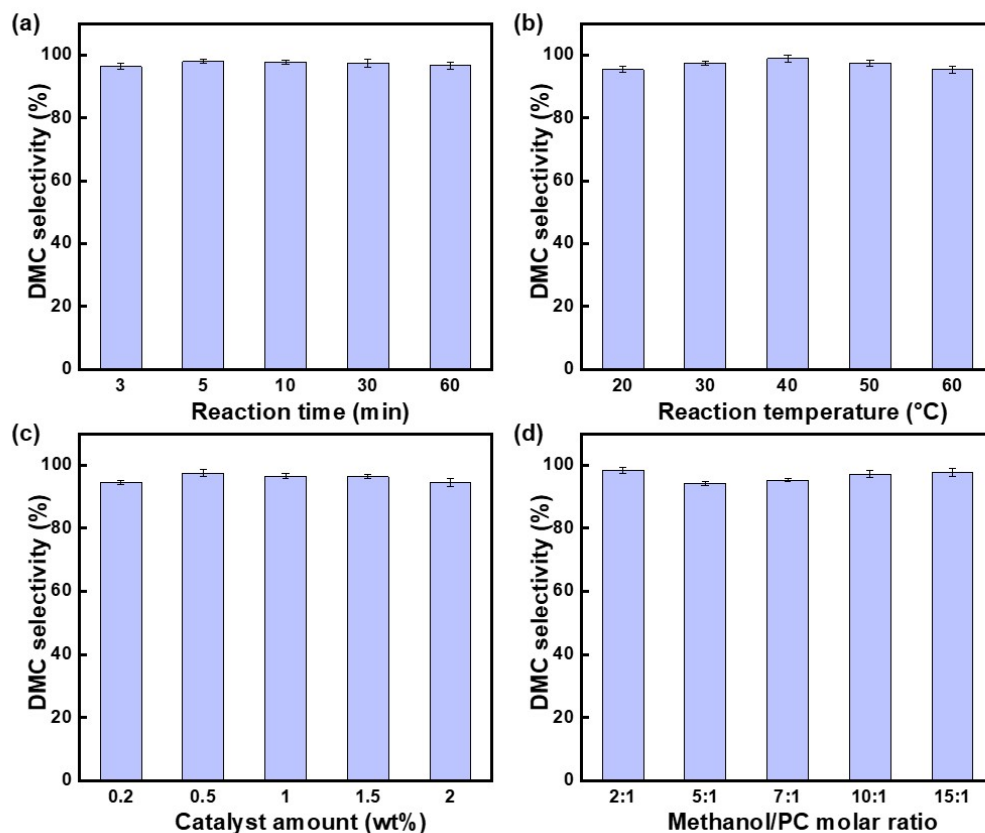 (a)
DMC selectivity (%)
100
80
60
40
20
0
3 5 10 30 60
Reaction time (min)
(b)
DMC selectivity (%)
100
80
60
40
20
0
20 30 40 50 60
Reaction temperature (°C)
(c)
DMC selectivity (%)
100
80
60
40
20
0
0.2 0.5 1 1.5 2
Catalyst amount (wt%)
(d)
DMC selectivity (%)
100
80
60
40
20
0
2:1 5:1 7:1 10:1 15:1
Methanol/PC molar ratio